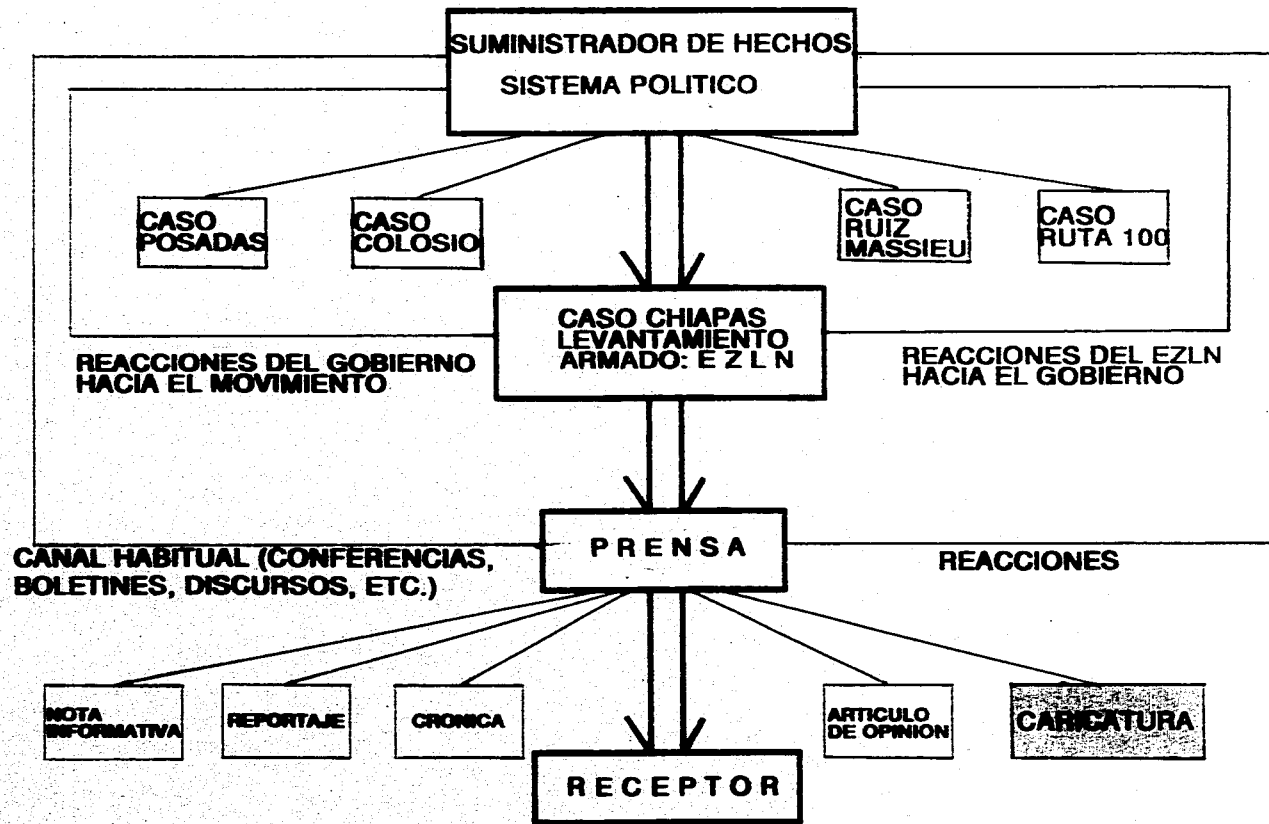 SUMINISTRADOR DE HECHOS
SISTEMA POLITICO
CASO
POSADAS
CASO
COLOSIO
CASO
RUIZ
MASSIEU
CASO
RUTA 100
CASO CHIAPAS
LEVANTAMIENTO
ARMADO: E Z L N
REACCIONES DEL GOBIERNO
HACIA EL MOVIMIENTO
REACCIONES DEL EZLN
HACIA EL GOBIERNO
PRENSA
CANAL HABITUAL (CONFERENCIAS,
BOLETINES, DISCURSOS, ETC.)
REACCIONES
NOTA
INFORMATIVA
REPORTAJE
CRONICA
ARTICULO
DE OPINION
CARICATURA
RECEPTOR